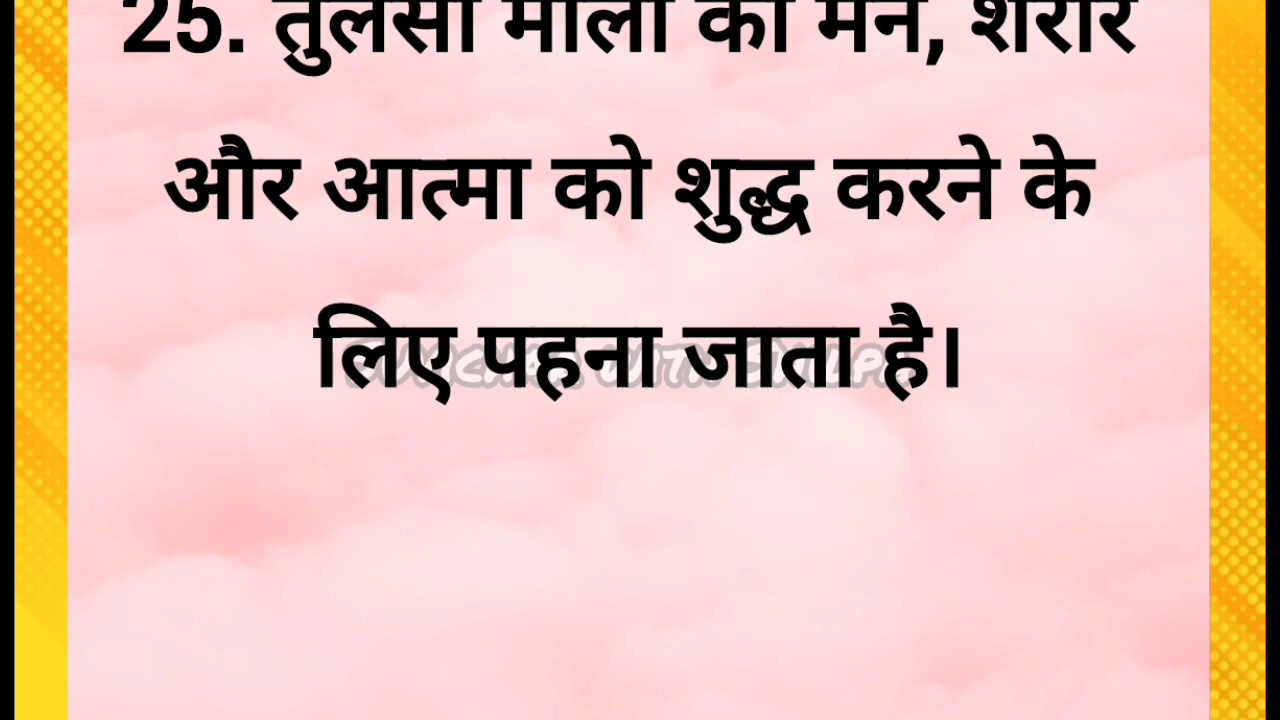 25. तुलसी माला को मन, शरीर
और आत्मा को शुद्ध करने के
लिए पहना जाता है।